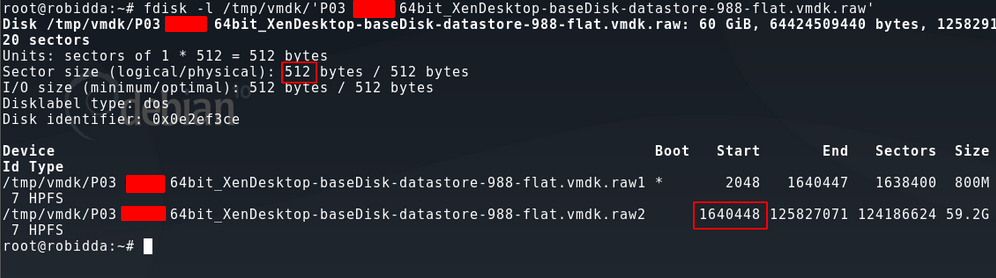 root@robidda:~# fdisk -l /tmp/vmdk/'P03 64bit_XenDesktop-baseDisk-datastore-988-flat.vmdk.raw'
Disk /tmp/vmdk/P03 64bit_XenDesktop-baseDisk-datastore-988-flat.vmdk.raw: 60 GiB, 64424509440 bytes, 1258291
20 sectors
Units: sectors of 1 * 512 = 512 bytes
Sector size (logical/physical): 512 bytes / 512 bytes
I/O size (minimum/optimal): 512 bytes / 512 bytes
Disklabel type: dos
debian
Disk identifier: 0x0e2ef3ce
Device Boot Start End Sectors Size
Id Type
/tmp/vmdk/P03 64bit_XenDesktop-baseDisk-datastore-988-flat.vmdk.raw1 * 2048 1640447 1638400 800M
7 HPFS
/tmp/vmdk/P03 64bit_XenDesktop-baseDisk-datastore-988-flat.vmdk.raw2 1640448 125827071 124186624 59.2G
7 HPFS
root@robidda:~#